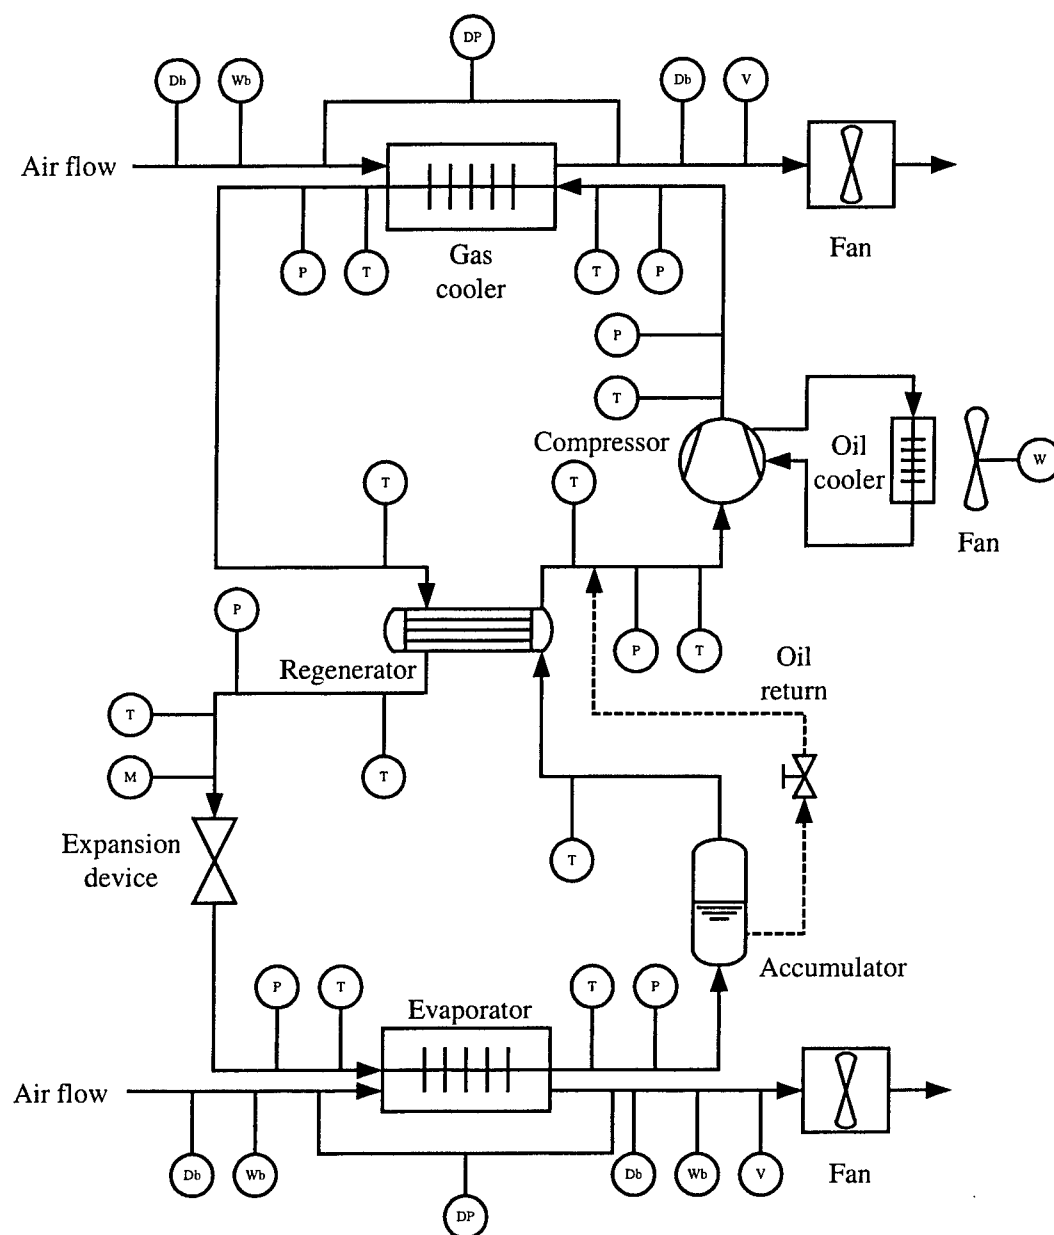 DP
Db
Wb
Db
V
Air flow
Fan
P
T
Gas
cooler
T
P
P
T
Compressor
Oil
cooler
W
Fan
T
T
P
Regenerator
P
T
Oil
return
T
M
T
Expansion
device
T
Accumulator
P
T
Evaporator
T
P
Air flow
Db
Wb
DP
Db
Wb
V
Fan